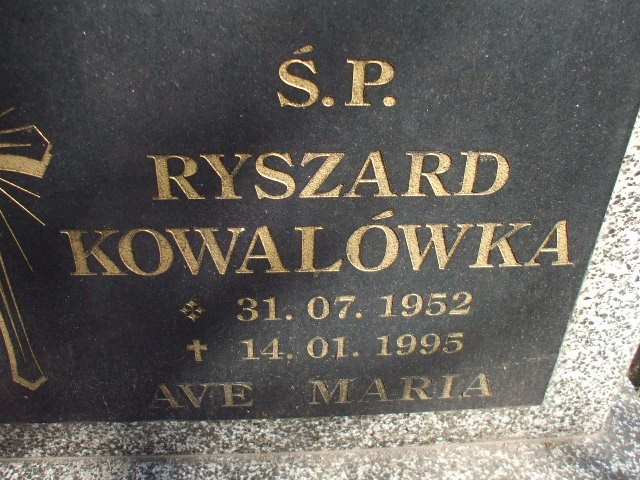 Ś.P.
RYSZARD
KOWALÓWKA
31. 07. 1952
14. 01. 1995
AVE MARIA